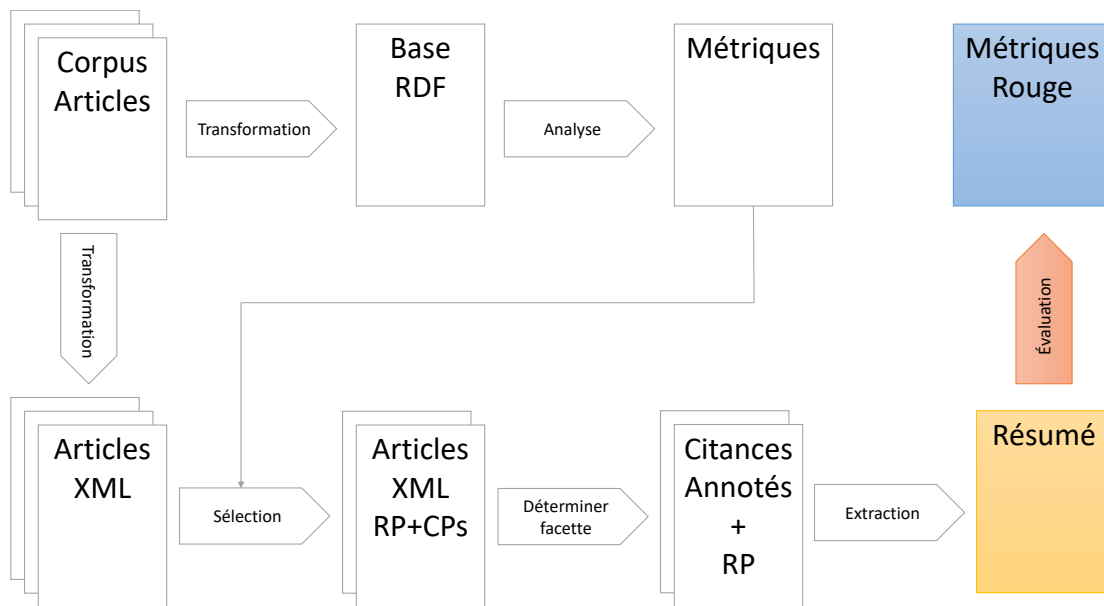 Corpus
Articles
Transformation
Base
RDF
Analyse
Métriques
Métriques
Rouge
Transformation
Évaluation
Articles
XML
Sélection
Articles
XML
RP+CPs
Déterminer
facette
Citances
Annotés
+
RP
Extraction
Résumé